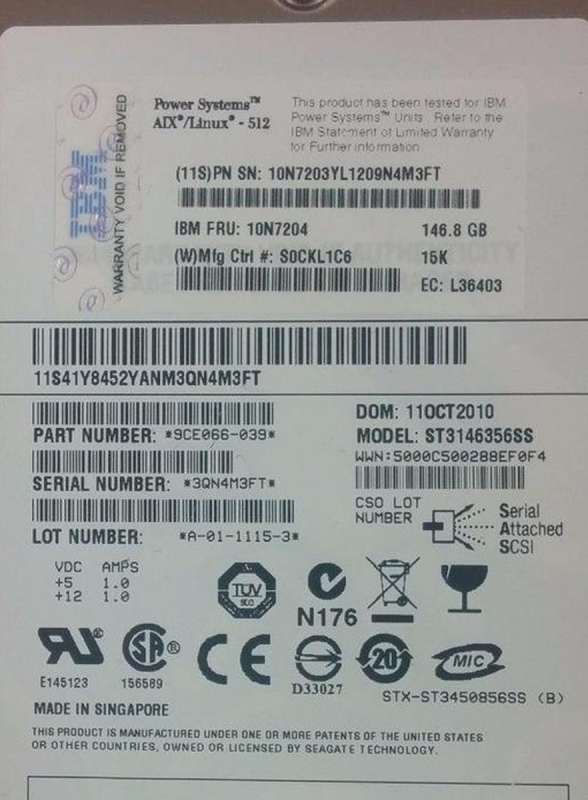 IBM
WARRANTY VOID IF REMOVED
Power Systems™
AIX®/Linux® - 512
This product has been tested for IBM
Power Systems™ Units Refer to the
IBM Statement of Limited Warranty
for Further information
(11S)PN SN: 10N7203YL1209N4M3FT
IBM FRU: 10N7204 146.8 GB
(W)Mfg Ctrl #: S0CKL1C6 15K
EC: L36403
11S41Y8452YANM3QN4M3FT
PART NUMBER: *9CE066-039*
SERIAL NUMBER: *3QN4M3FT*
LOT NUMBER: *A-01-1115-3*
DOM: 11OCT2010
MODEL: ST3146356SS
WWN:5000C500288EF0F4
CSO LOT
NUMBER
Serial
Attached
SCSI
VDC AMPS
+5 1.0
+12 1.0
TUV
N176
E145123
SA®
156589
CE
D33027
20
MIC
STX-ST3450856SS (B)
MADE IN SINGAPORE
THIS PRODUCT IS MANUFACTURED UNDER ONE OR MORE PATENTS OF THE UNITED STATES
OR OTHER COUNTRIES, OWNED OR LICENSED BY SEAGATE TECHNOLOGY.